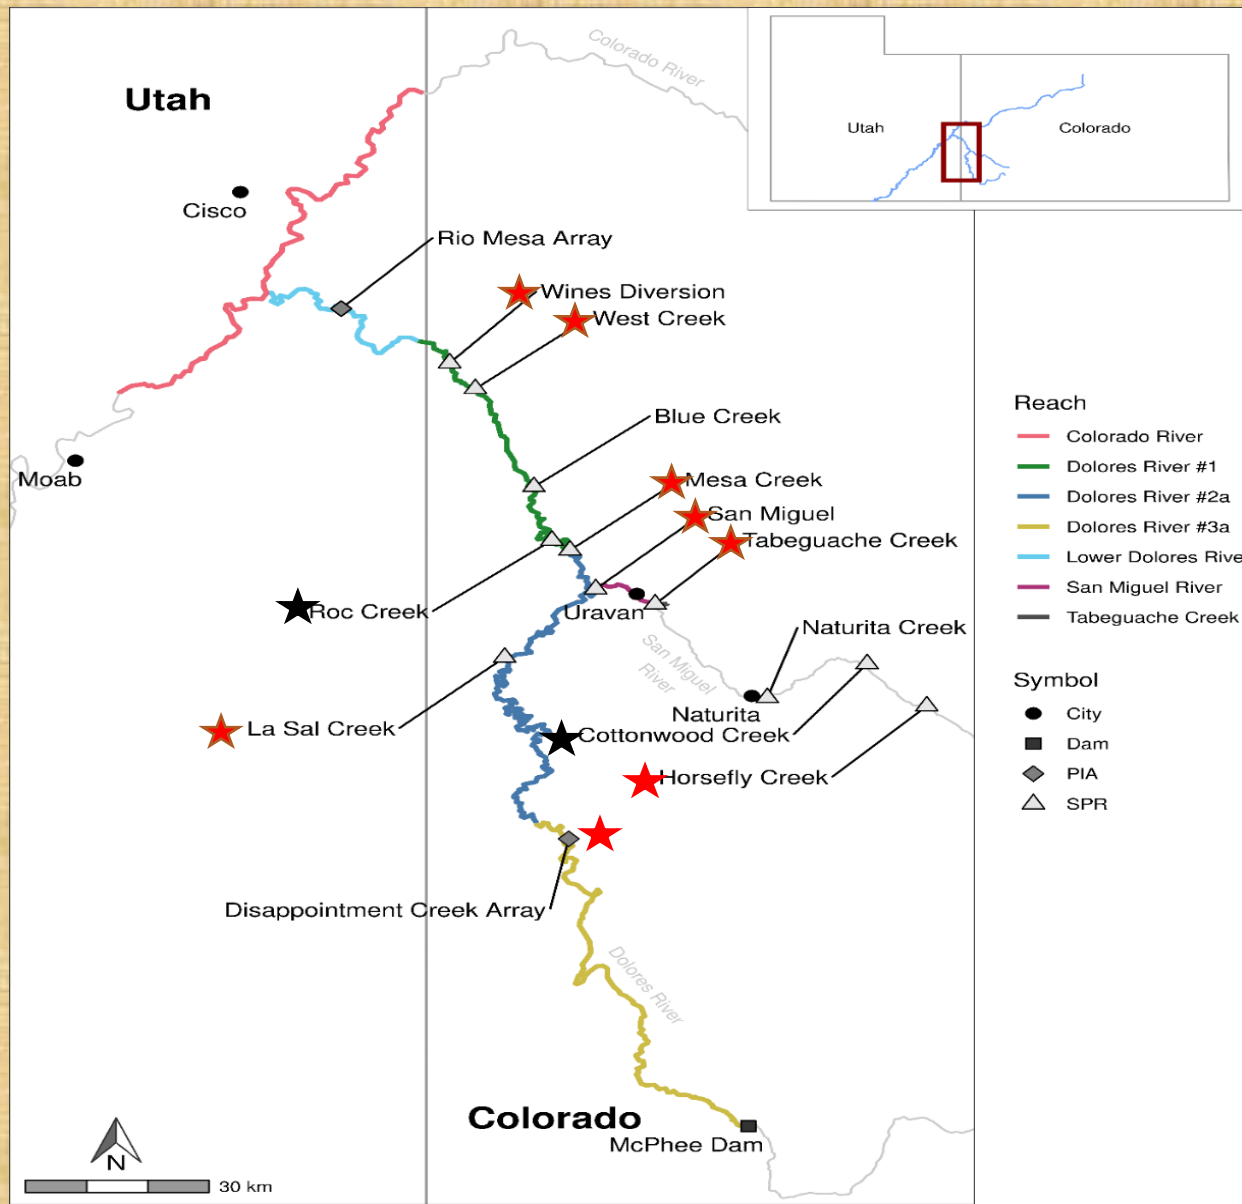 Utah
Colorado River
Utah
Colorado
Cisco
Rio Mesa Array
Wines Diversion
West Creek
Blue Creek
Moab
Mesa Creek
San Miguel
Tabeguache Creek
Roc Creek
Uravan
San Miguel
River
Naturita Creek
Naturita
La Sal Creek
Cottonwood Creek
Horsefly Creek
Disappointment Creek Array
Dolores River
Colorado
McPhee Dam
N
30 km
Reach
Colorado River
Dolores River #1
Dolores River #2a
Dolores River #3a
Lower Dolores Rive
San Miguel River
Tabeguache Creek
Symbol
City
Dam
PIA
SPR